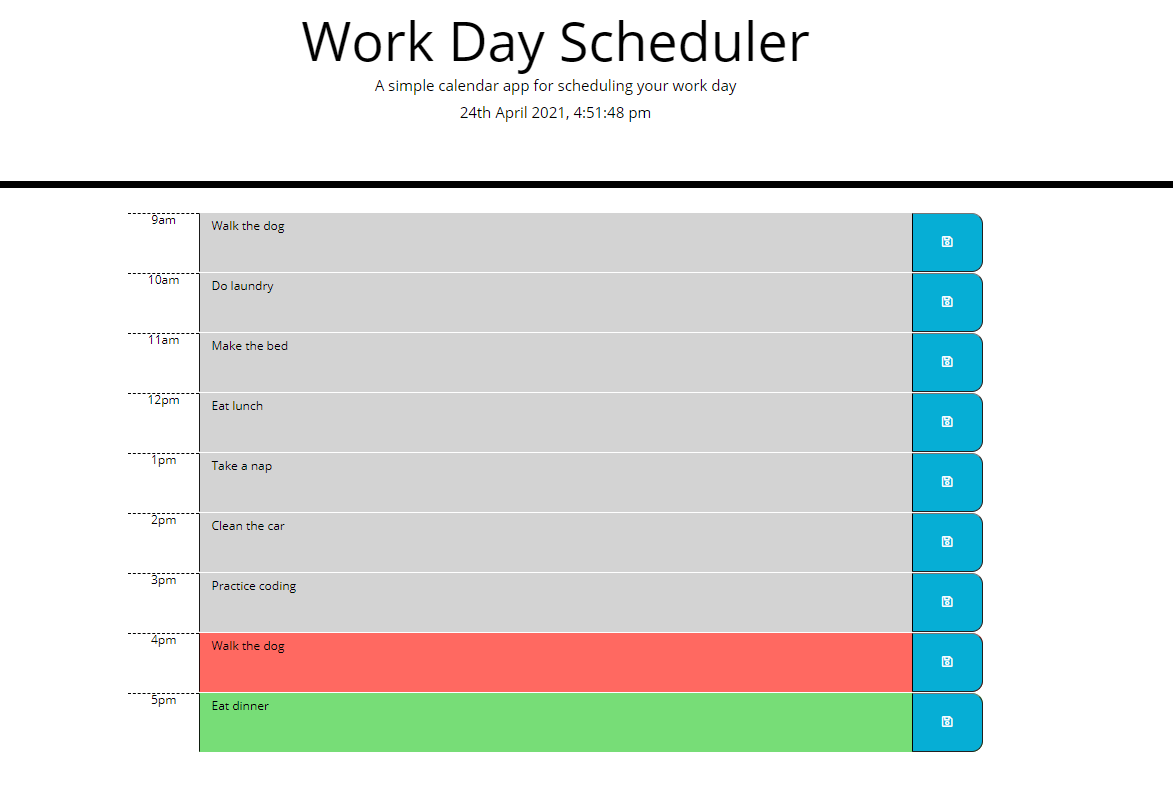 Work Day Scheduler
A simple calendar app for scheduling your work day
24th April 2021, 4:51:48 pm
9am Walk the dog
10am Do laundry
11am Make the bed
12pm Eat lunch
1pm Take a nap
2pm Clean the car
3pm Practice coding
4pm Walk the dog
5pm Eat dinner